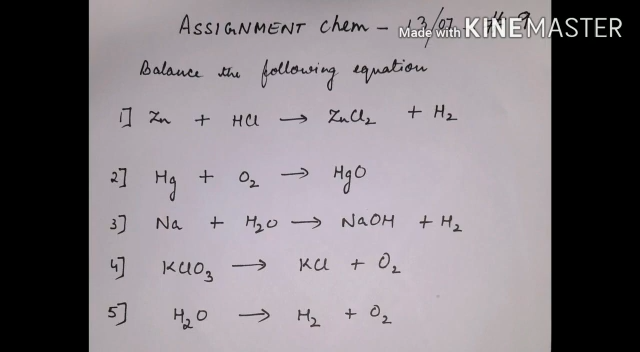 ASSIGNMENT Chem - 13/07
Made with KINEMASTER
Balance the following equation
1] Zn + HCl → ZnCl2 + H2
2] Hg + O2 → HgO
3] Na + H2O → NaOH + H2
4] KClO3 → KCl + O2
5] H2O → H2 + O2